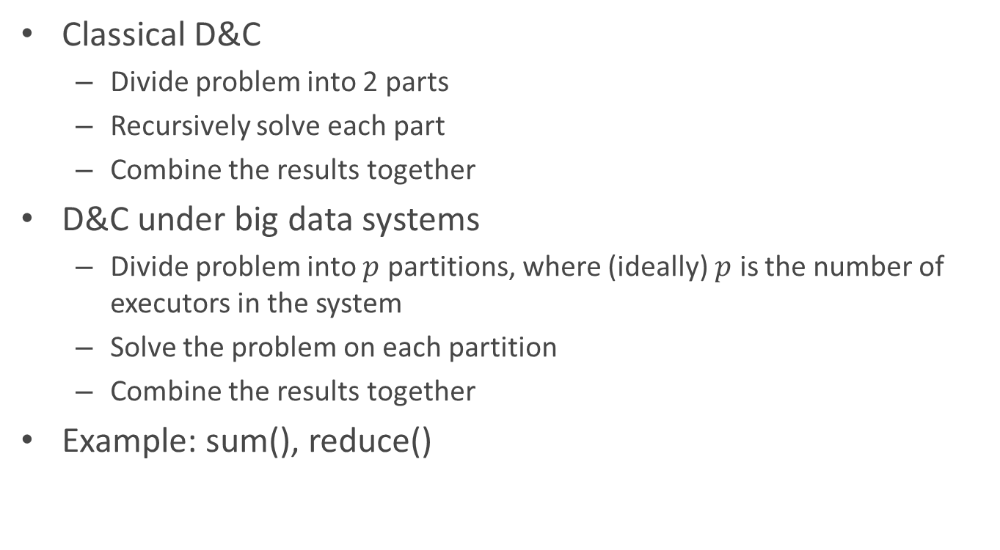 • Classical D&C
– Divide problem into 2 parts
– Recursively solve each part
– Combine the results together
• D&C under big data systems
– Divide problem into p partitions, where (ideally) p is the number of
executors in the system
– Solve the problem on each partition
– Combine the results together
• Example: sum(), reduce()